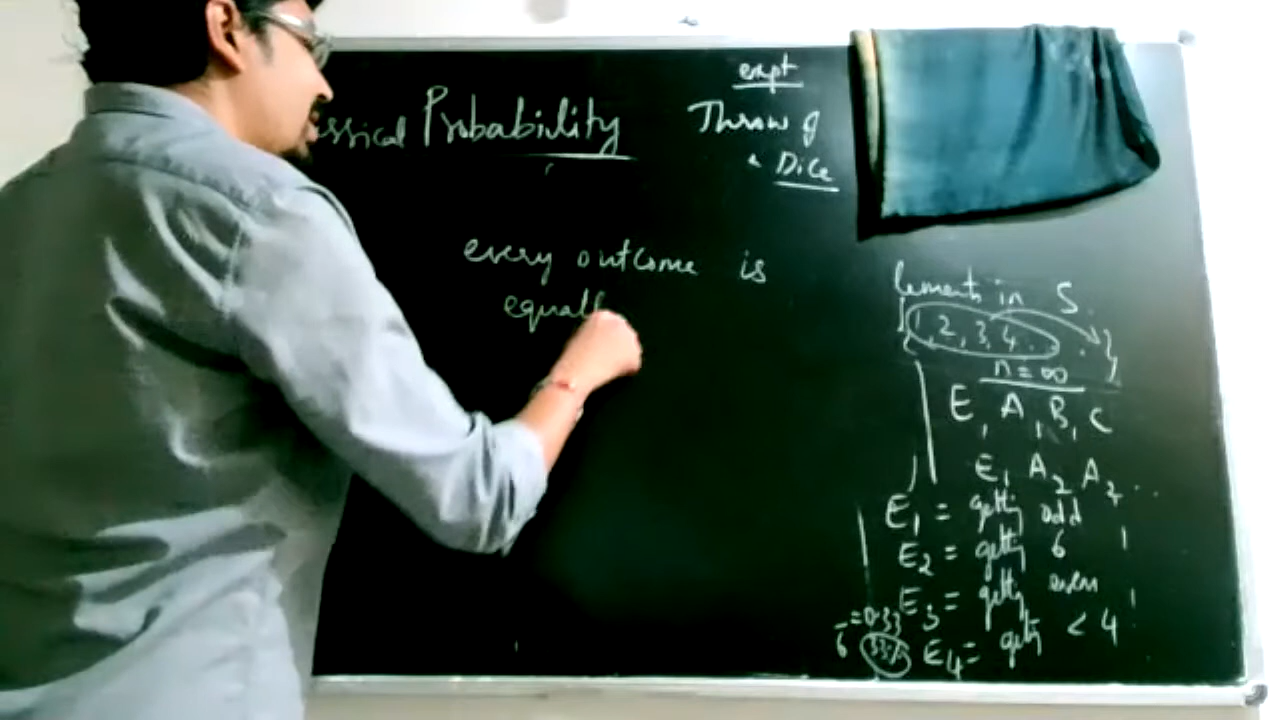 ssical Probability
expt
Throw of
a Dice
every outcome is
equall
lements in S.
{1, 2, 3, 4 . . . . }
n = ∞
E, A, B, C
E₁ A₂ A₃ ...
E₁ = getting odd
E₂ = getting 6
E₃ = getting even
E₄ = getting < 4
6 = 0.33
33%